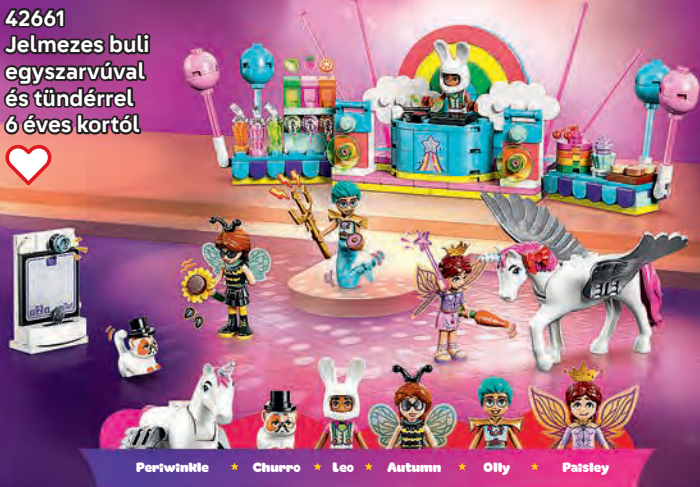 42661
Jelmezes buli
egyszarvúval
és tündérrel
6 éves kortól
Periwinkle ★ Churro ★ Leo ★ Autumn ★ Olly ★ Paisley